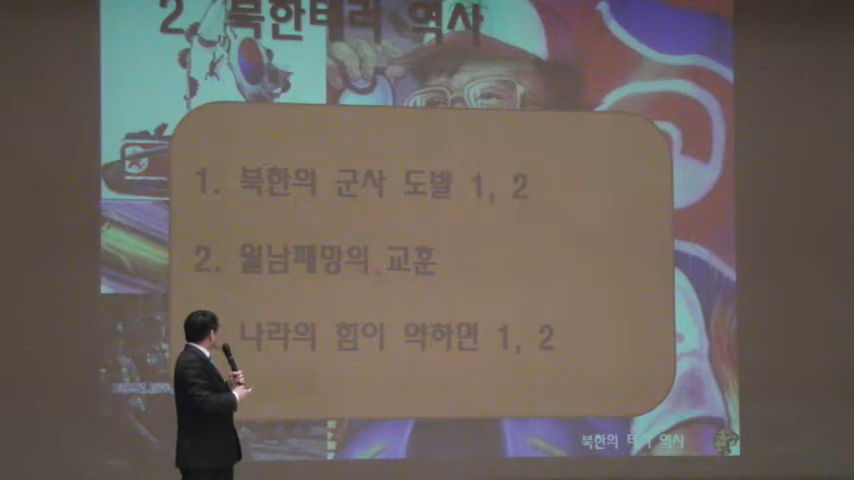 2. 북한테러 역사
1. 북한의 군사 도발 1, 2
2. 월남패망의 교훈
나라의 힘이 약하면 1, 2
북한의 테러 역사